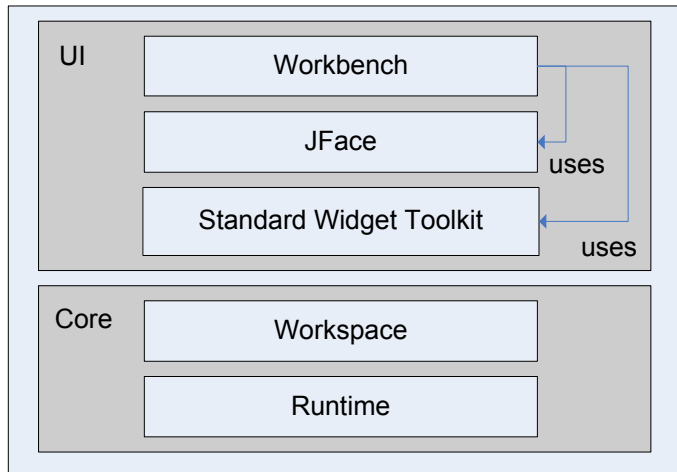 UI
Workbench
JFace
uses
Standard Widget Toolkit
uses
Core
Workspace
Runtime